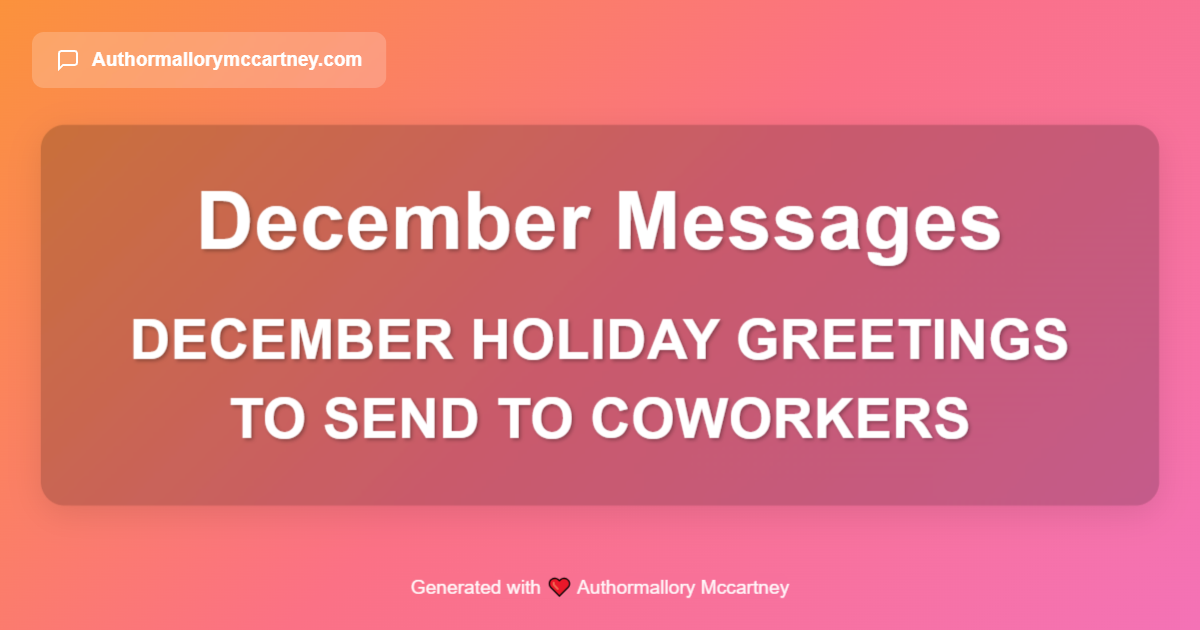 Authormallorymccartney.com
December Messages
DECEMBER HOLIDAY GREETINGS
TO SEND TO COWORKERS
Generated with ❤️ Authormallory Mccartney